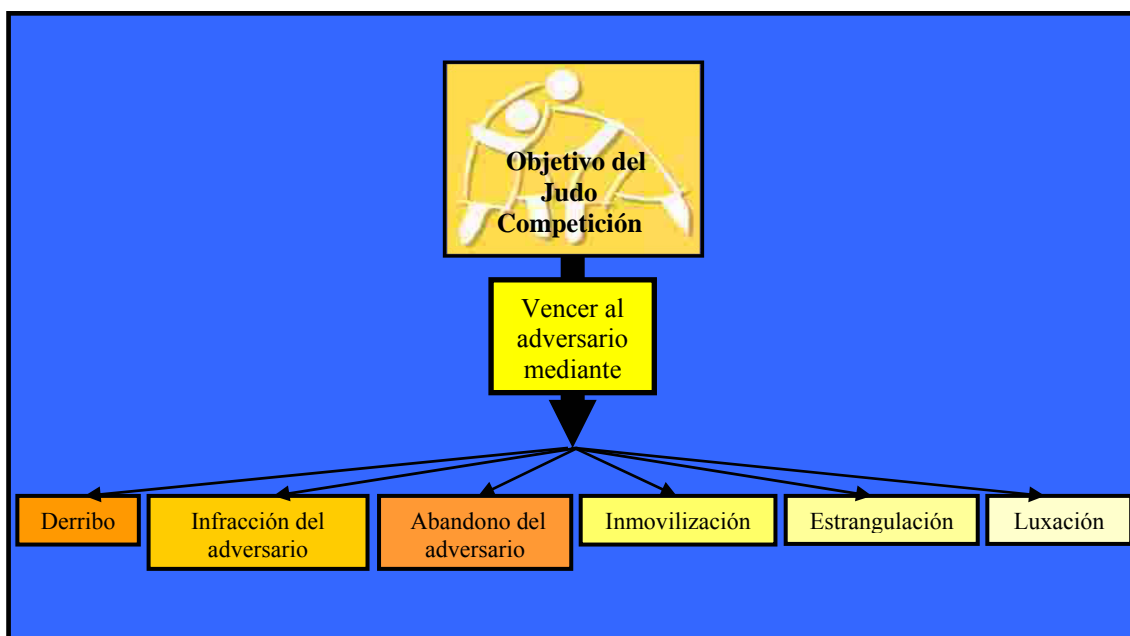 Objetivo del
Judo
Competición
Vencer al
adversario
mediante
Derribo
Infracción del
adversario
Abandono del
adversario
Inmovilización
Estrangulación
Luxación